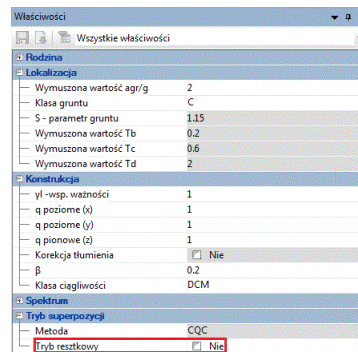 Właściwości
Wszystkie właściwości
Rodzina
Lokalizacja
Wymuszona wartość agr/g 2
Klasa gruntu C
S - parametr gruntu 1.15
Wymuszona wartość Tb 0.2
Wymuszona wartość Tc 0.6
Wymuszona wartość Td 2
Konstrukcja
yl -wsp. ważności 1
q poziome (x) 1
q poziome (y) 1
q pionowe (z) 1
Korekcja tłumienia Nie
β 0.2
Klasa ciągliwości DCM
Spektrum
Tryb superpozycji
Metoda CQC
Tryb resztkowy Nie